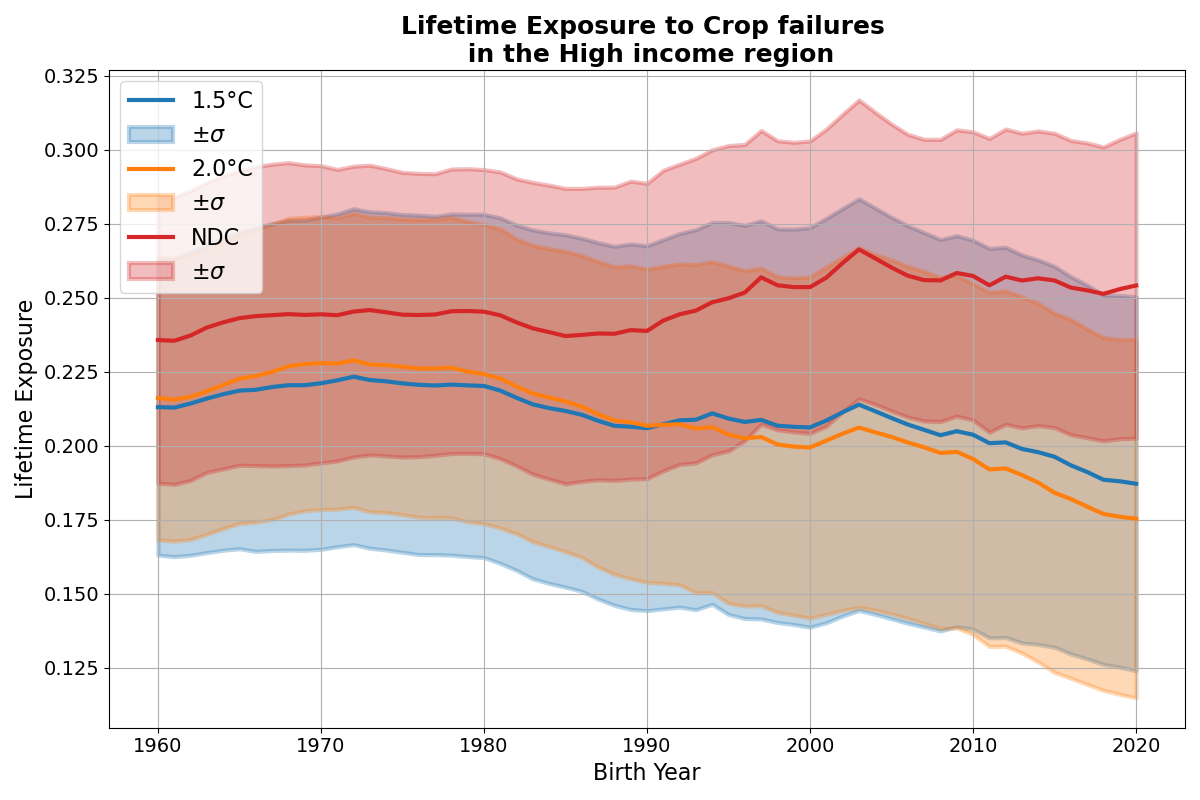 Lifetime Exposure to Crop failures
in the High income region
0.325
0.300
0.275
0.250
0.225
0.200
0.175
0.150
0.125
Lifetime Exposure
1.5°C
±σ
2.0°C
±σ
NDC
±σ
1960
1970
1980
1990
2000
2010
2020
Birth Year